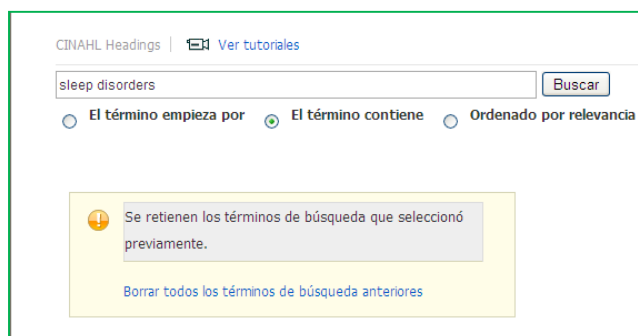 CINAHL Headings | Ver tutoriales
sleep disorders Buscar
El término empieza por El término contiene Ordenado por relevancia
Se retienen los términos de búsqueda que seleccionó
previamente.
Borrar todos los términos de búsqueda anteriores